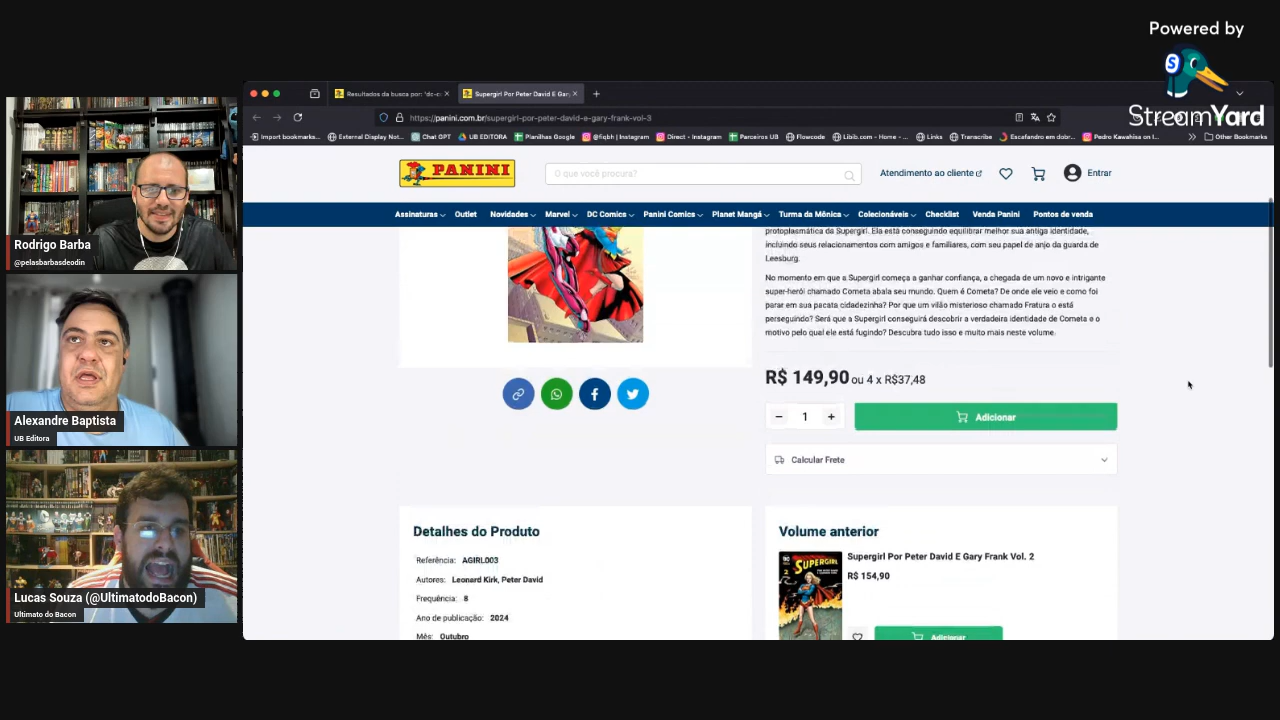 Powered by
StreamYard
Rodrigo Barba
@pelasbarbasdeodin
Alexandre Baptista
UB Editora
Lucas Souza (@UltimatodoBacon)
Ultimato do Bacon
Resultados da busca por: "dc-c
Supergirl Por Peter David E Gary
https://panini.com.br/supergirl-por-peter-david-e-gary-frank-vol-3
Import bookmarks...
External Display Not...
Chat GPT
UB EDITORA
Planilhas Google
@fiqbh | Instagram
Direct • Instagram
Parceiros UB
Flowcode
Libib.com - Home - ...
Links
Transcribe
Escafandro em dobr...
Pedro Kawahisa on I...
Other Bookmarks
PANINI
O que você procura?
Atendimento ao cliente
Entrar
Assinaturas
Outlet
Novidades
Marvel
DC Comics
Panini Comics
Planet Mangá
Turma da Mônica
Colecionáveis
Checklist
Venda Panini
Pontos de venda
protoplasmática da Supergirl. Ela está conseguindo equilibrar melhor sua antiga identidade,
incluindo seus relacionamentos com amigos e familiares, com seu papel de anjo da guarda de
Leesburg.
No momento em que a Supergirl começa a ganhar confiança, a chegada de um novo e intrigante
super-herói chamado Cometa abala seu mundo. Quem é Cometa? De onde ele veio e como foi
parar em sua pacata cidadezinha? Por que um vilão misterioso chamado Fratura o está
perseguindo? Será que a Supergirl conseguirá descobrir a verdadeira identidade de Cometa e o
motivo pelo qual ele está fugindo? Descubra tudo isso e muito mais neste volume.
R$ 149,90 ou 4 x R$37,48
− 1 +
Adicionar
Calcular Frete
Detalhes do Produto
Referência: AGIRL003
Autores: Leonard Kirk, Peter David
Frequência: 8
Ano de publicação: 2024
Mês: Outubro
Volume anterior
SUPERGIRL
Supergirl Por Peter David E Gary Frank Vol. 2
R$ 154,90
Adicionar